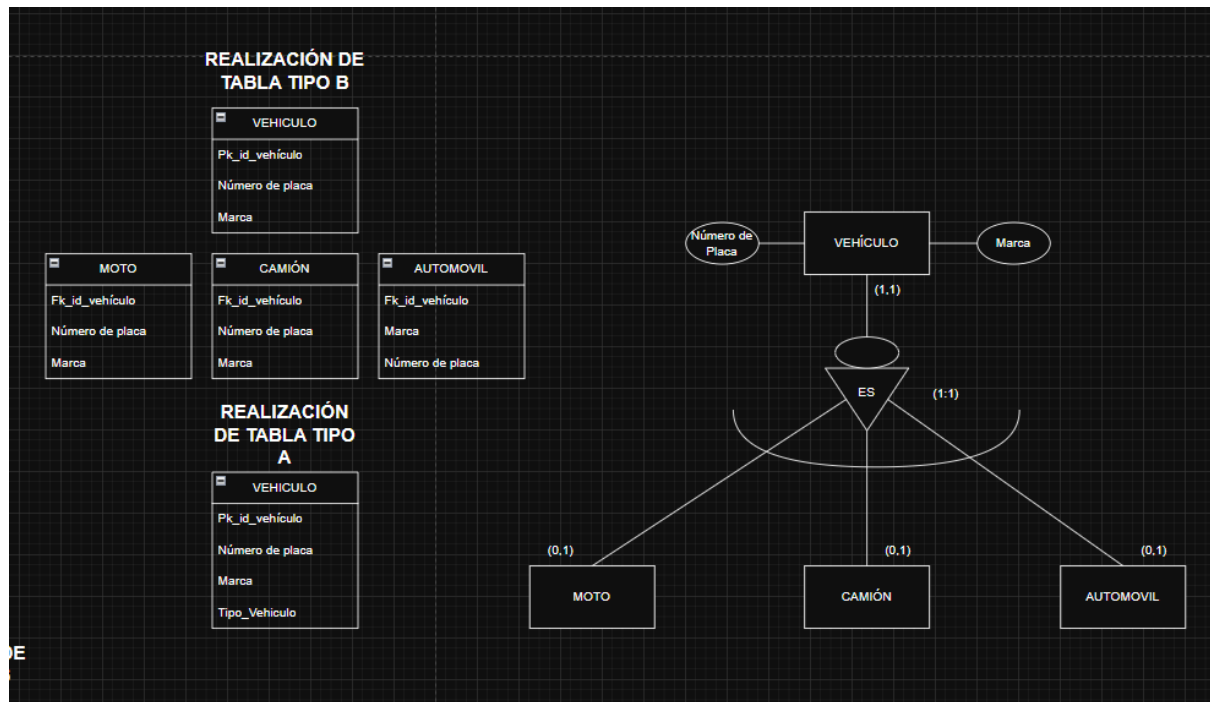 REALIZACIÓN DE
TABLA TIPO B
VEHICULO
Pk_id_vehículo
Número de placa
Marca
MOTO
Fk_id_vehículo
Número de placa
Marca
CAMIÓN
Fk_id_vehículo
Número de placa
Marca
AUTOMOVIL
Fk_id_vehículo
Marca
Número de placa
REALIZACIÓN
DE TABLA TIPO
A
VEHICULO
Pk_id_vehículo
Número de placa
Marca
Tipo_Vehiculo
Número de
Placa
VEHÍCULO
Marca
(1,1)
ES
(1:1)
(0,1)
(0,1)
(0,1)
MOTO
CAMIÓN
AUTOMOVIL
DE